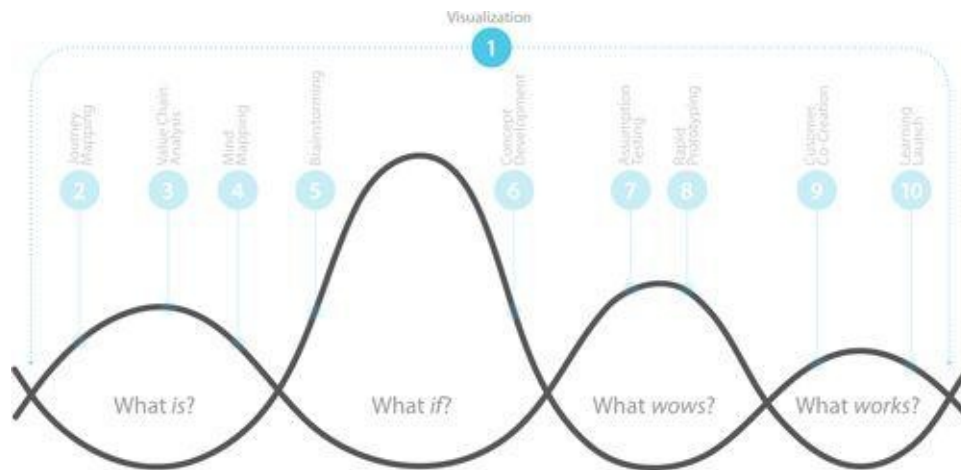 Visualization
1
Journey
Mapping
2
Value Chain
Analysis
3
Mind
Mapping
4
Brainstorming
5
Concept
Development
6
Assumption
Testing
7
Rapid
Prototyping
8
Customer
Co-Creation
9
Learning
Launch
10
What is?
What if?
What wows?
What works?